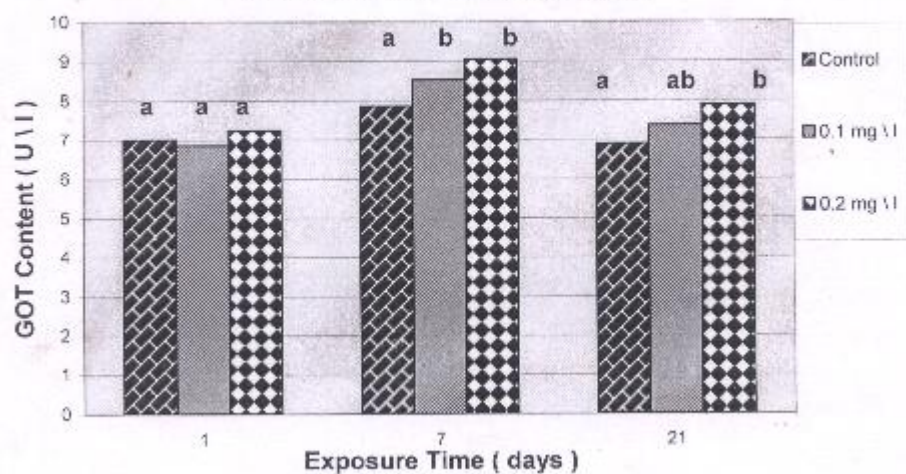 10
9
8
7
6
5
4
3
2
1
0
GOT Content ( U \ l )
a a a
a b b
a ab b
1 7 21
Exposure Time ( days )
Control
0.1 mg \ l
0.2 mg \ l